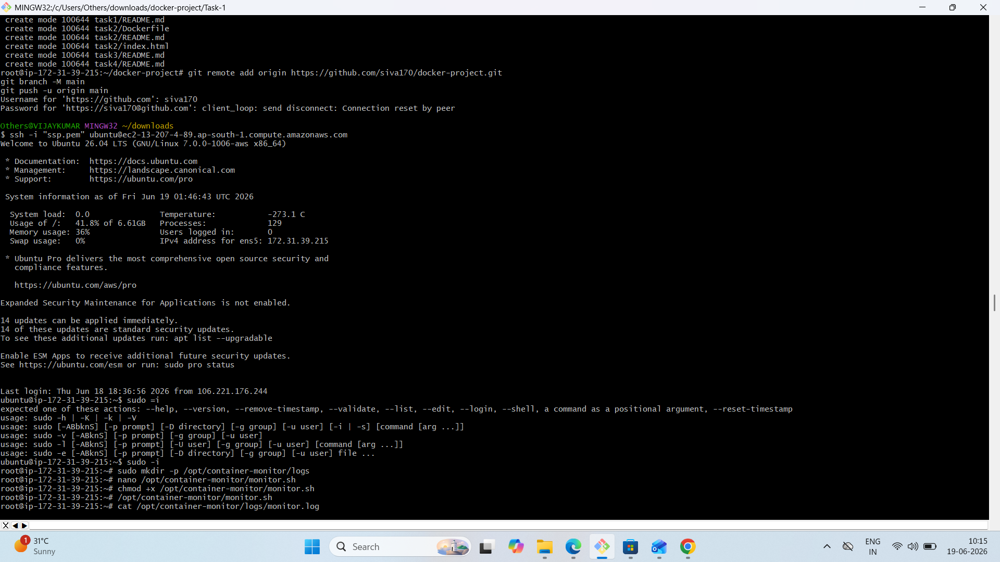 MINGW32:/c/Users/Others/downloads/docker-project/Task-1
create mode 100644 task1/README.md
create mode 100644 task2/Dockerfile
create mode 100644 task2/README.md
create mode 100644 task2/index.html
create mode 100644 task3/README.md
create mode 100644 task4/README.md
root@ip-172-31-39-215:~/docker-project# git remote add origin https://github.com/siva170/docker-project.git
git branch -M main
git push -u origin main
Username for 'https://github.com': siva170
Password for 'https://siva170@github.com': client_loop: send disconnect: Connection reset by peer
Others@VIJAYKUMAR MINGW32 ~/downloads
$ ssh -i "ssp.pem" ubuntu@ec2-13-207-4-89.ap-south-1.compute.amazonaws.com
Welcome to Ubuntu 26.04 LTS (GNU/Linux 7.0.0-1006-aws x86_64)
* Documentation:  https://docs.ubuntu.com
* Management:     https://landscape.canonical.com
* Support:        https://ubuntu.com/pro
System information as of Fri Jun 19 01:46:43 UTC 2026
System load:  0.0               Temperature:           -273.1 C
Usage of /:   41.8% of 6.61GB   Processes:             129
Memory usage: 36%               Users logged in:       0
Swap usage:   0%                IPv4 address for ens5: 172.31.39.215
* Ubuntu Pro delivers the most comprehensive open source security and
compliance features.
https://ubuntu.com/aws/pro
Expanded Security Maintenance for Applications is not enabled.
14 updates can be applied immediately.
14 of these updates are standard security updates.
To see these additional updates run: apt list --upgradable
Enable ESM Apps to receive additional future security updates.
See https://ubuntu.com/esm or run: sudo pro status
Last login: Thu Jun 18 18:36:56 2026 from 106.221.176.244
ubuntu@ip-172-31-39-215:~$ sudo =i
expected one of these actions: --help, --version, --remove-timestamp, --validate, --list, --edit, --login, --shell, a command as a positional argument, --reset-timestamp
usage: sudo -h | -K | -k | -V
usage: sudo [-ABbknS] [-p prompt] [-D directory] [-g group] [-u user] [-i | -s] [command [arg ...]]
usage: sudo -v [-ABknS] [-p prompt] [-g group] [-u user]
usage: sudo -l [-ABknS] [-p prompt] [-U user] [-g group] [-u user] [command [arg ...]]
usage: sudo -e [-ABknS] [-p prompt] [-D directory] [-g group] [-u user] file ...
ubuntu@ip-172-31-39-215:~$ sudo -i
root@ip-172-31-39-215:~# sudo mkdir -p /opt/container-monitor/logs
root@ip-172-31-39-215:~# nano /opt/container-monitor/monitor.sh
root@ip-172-31-39-215:~# chmod +x /opt/container-monitor/monitor.sh
root@ip-172-31-39-215:~# /opt/container-monitor/monitor.sh
root@ip-172-31-39-215:~# cat /opt/container-monitor/logs/monitor.log
1
31°C
Sunny
Search
ENG
IN
10:15
19-06-2026